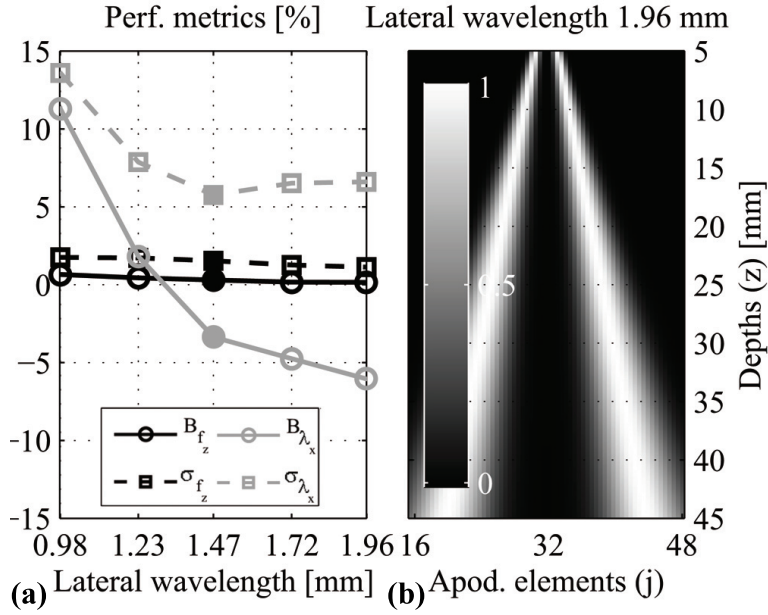 Perf. metrics [%]
15
10
5
0
−5
−10
−15
B_{f_z}
B_{λ_x}
σ_{f_z}
σ_{λ_x}
0.98 1.23 1.47 1.72 1.96
(a) Lateral wavelength [mm]
Lateral wavelength 1.96 mm
1
0.5
0
5
10
15
20
25
30
35
40
45
Depths (z) [mm]
16 32 48
(b) Apod. elements (j)